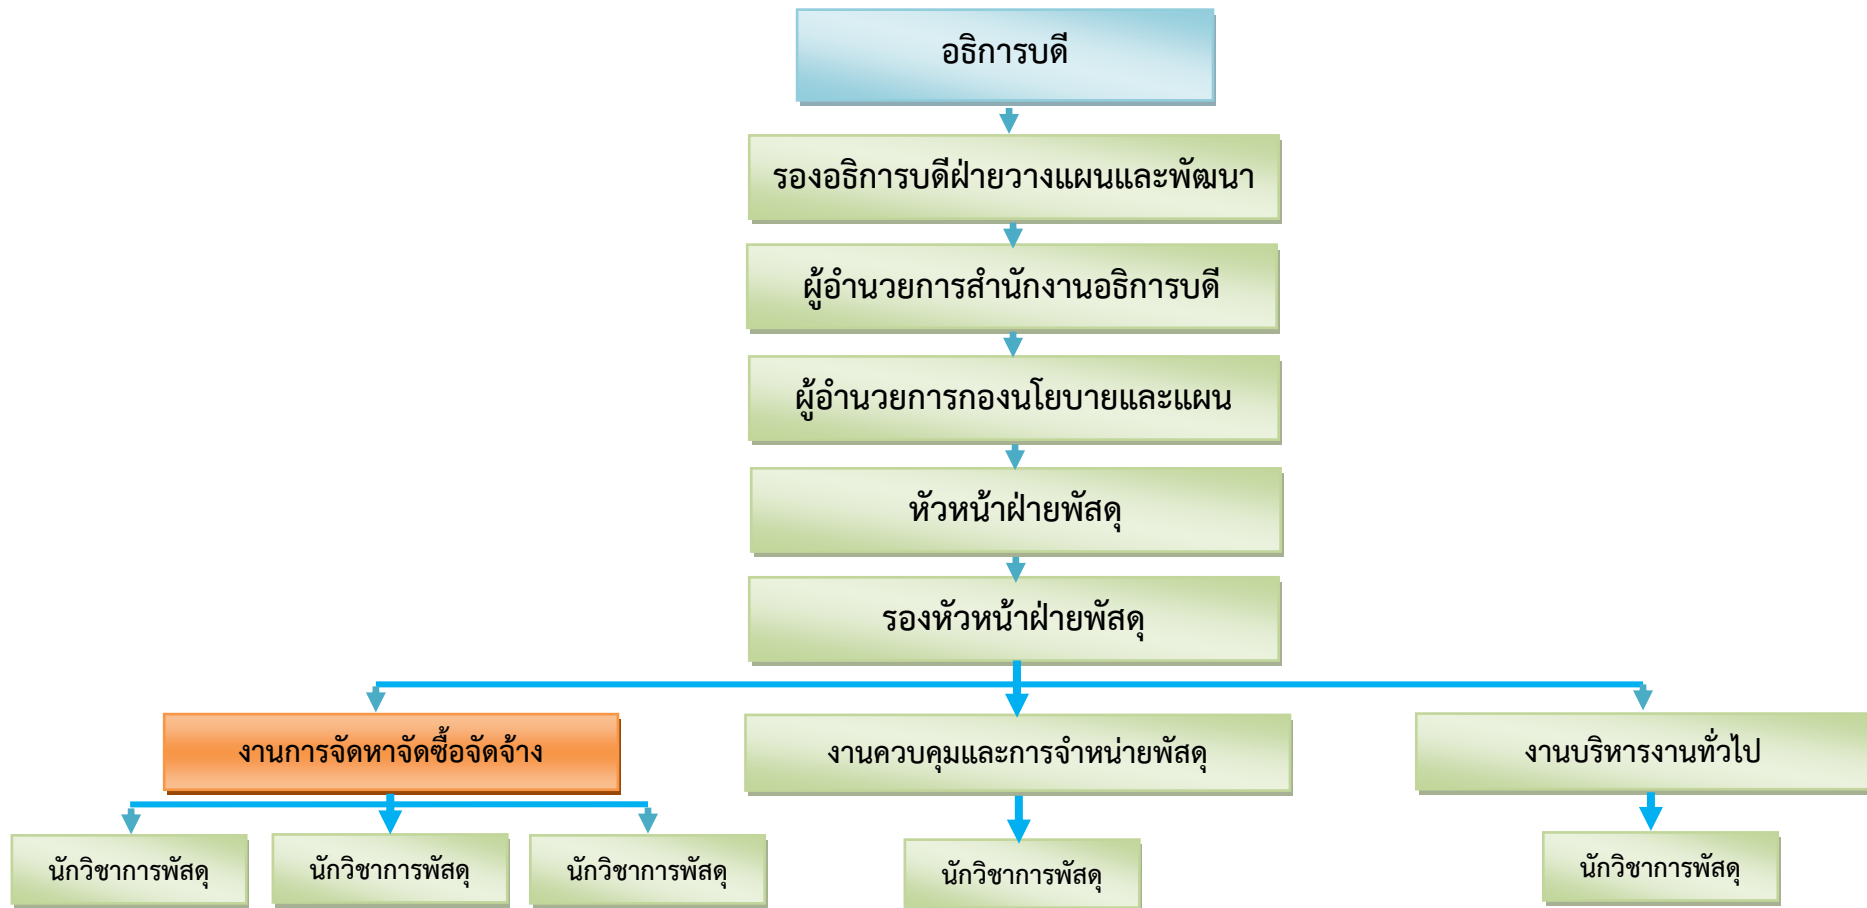 อธิการบดี
รองอธิการบดีฝ่ายวางแผนและพัฒนา
ผู้อำนวยการสำนักงานอธิการบดี
ผู้อำนวยการกองนโยบายและแผน
หัวหน้าฝ่ายพัสดุ
รองหัวหน้าฝ่ายพัสดุ
งานการจัดหาจัดซื้อจัดจ้าง
งานควบคุมและการจำหน่ายพัสดุ
งานบริหารงานทั่วไป
นักวิชาการพัสดุ
นักวิชาการพัสดุ
นักวิชาการพัสดุ
นักวิชาการพัสดุ
นักวิชาการพัสดุ